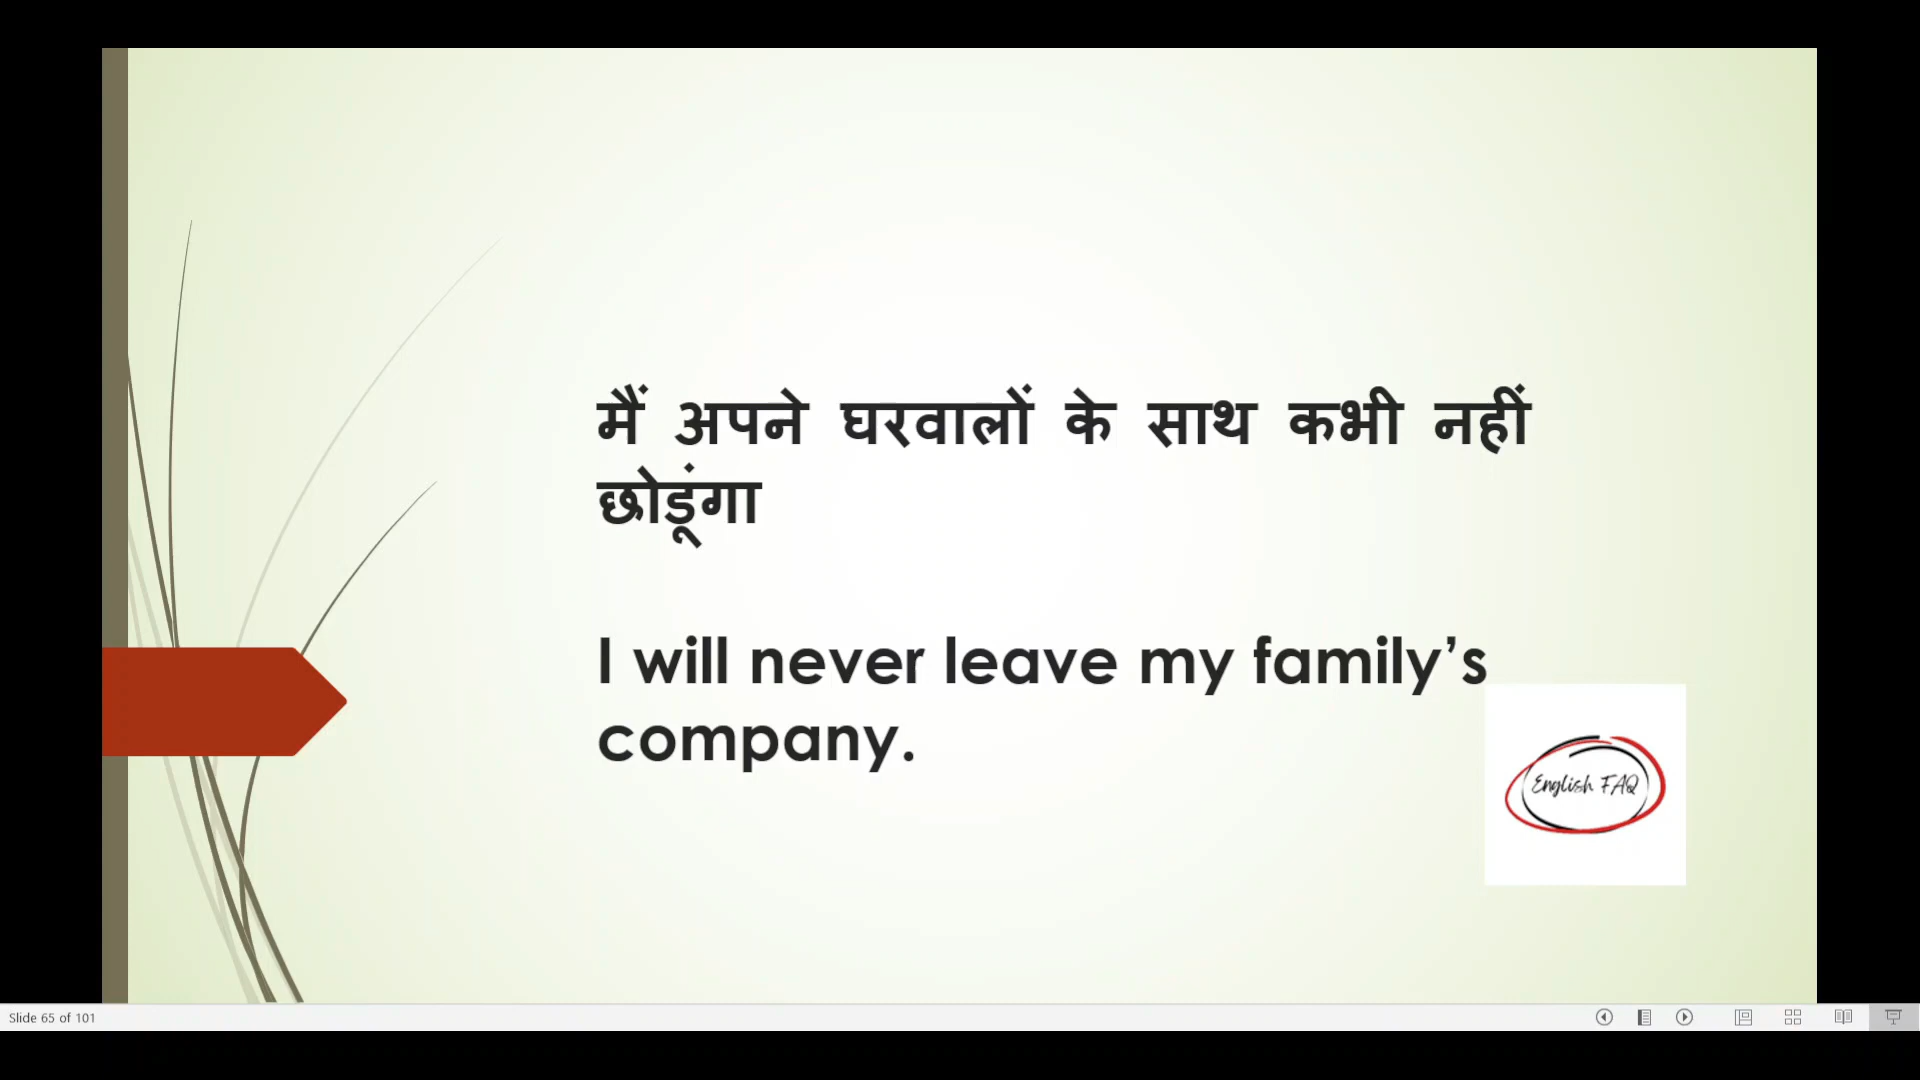 मैं अपने घरवालों के साथ कभी नहीं
छोडूंगा
I will never leave my family’s
company.
English FAQ
Slide 65 of 101